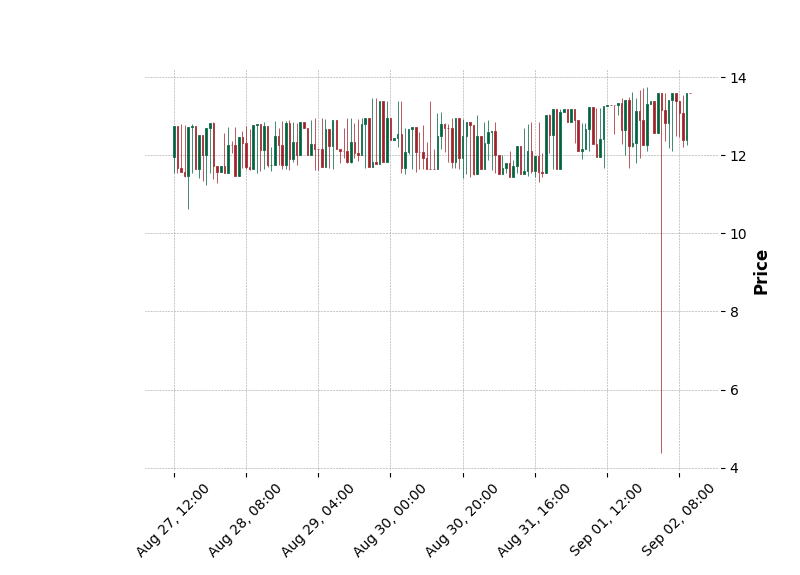 14
12
10
8
6
4
Price
Aug 27, 12:00
Aug 28, 08:00
Aug 29, 04:00
Aug 30, 00:00
Aug 30, 20:00
Aug 31, 16:00
Sep 01, 12:00
Sep 02, 08:00